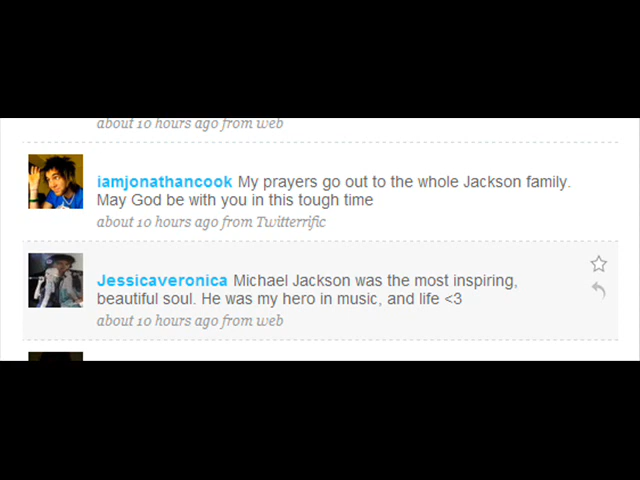 about 10 hours ago from web
iamjonathancook My prayers go out to the whole Jackson family.
May God be with you in this tough time
about 10 hours ago from Twitterrific
Jessicaveronica Michael Jackson was the most inspiring,
beautiful soul. He was my hero in music, and life <3
about 10 hours ago from web